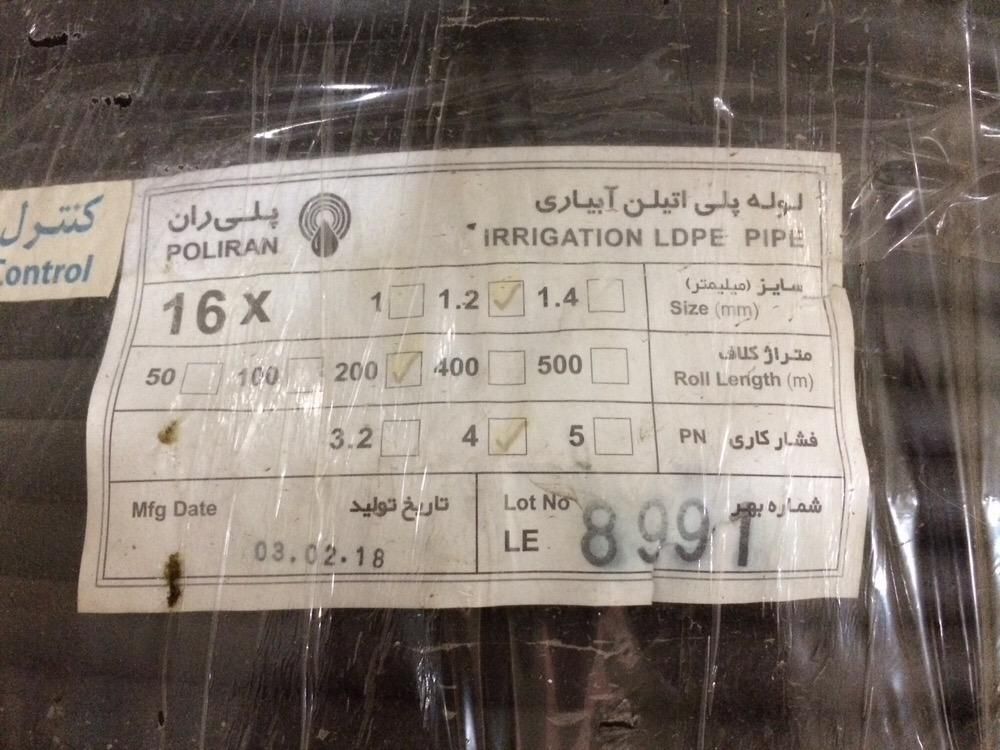 کنترل
Control
پلی‌ران
POLIRAN
لوله پلی اتیلن آبیاری
IRRIGATION LDPE PIPE
16 X 1 1.2 ✓ 1.4
سایز (میلیمتر)
Size (mm)
50 100 200 ✓ 400 500
متراژ کلاف
Roll Length (m)
3.2 4 ✓ 5
PN فشار کاری
Mfg Date تاریخ تولید
03.02.18
Lot No شماره بهر
LE 8991